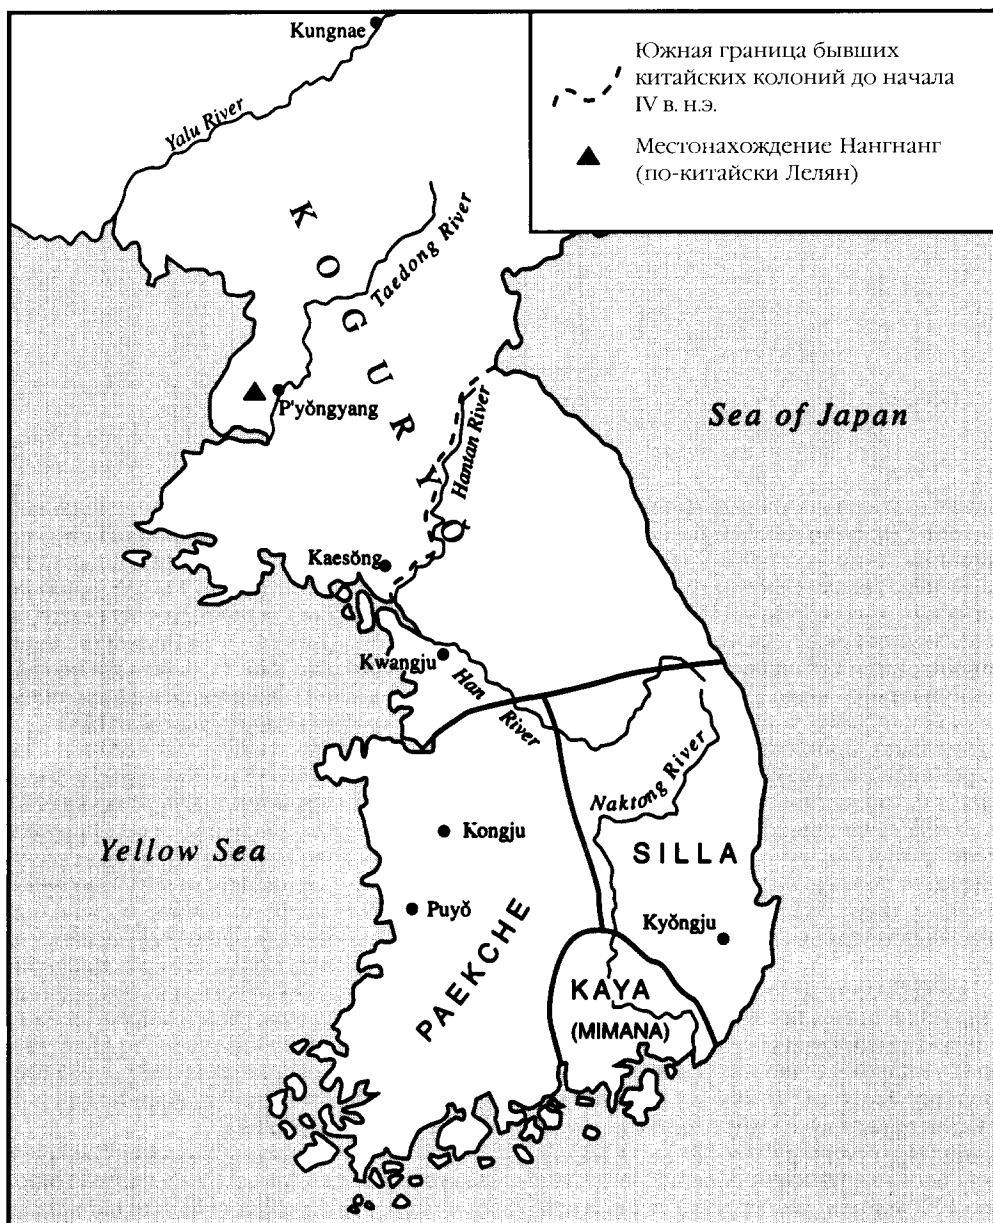 Kungnae
Южная граница бывших
китайских колоний до начала
IV в. н.э.
Местонахождение Нангнанг
(по-китайски Лелян)
Yalu River
KOGURYŎ
Taedong River
P'yŏngyang
Sea of Japan
Hantan River
Kaesŏng
Kwangju
Han
River
Naktong River
Yellow Sea
Kongju
SILLA
Puyŏ
Kyŏngju
PAEKCHE
KAYA
(MIMANA)